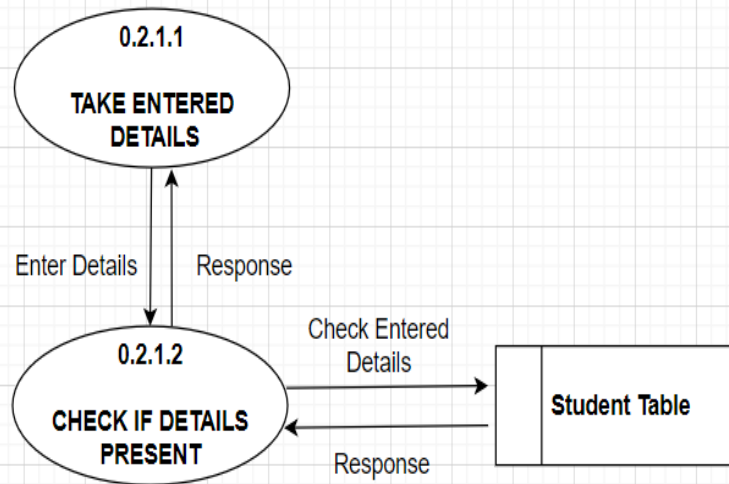 0.2.1.1
TAKE ENTERED
DETAILS
Enter Details
Response
0.2.1.2
CHECK IF DETAILS
PRESENT
Check Entered
Details
Response
Student Table